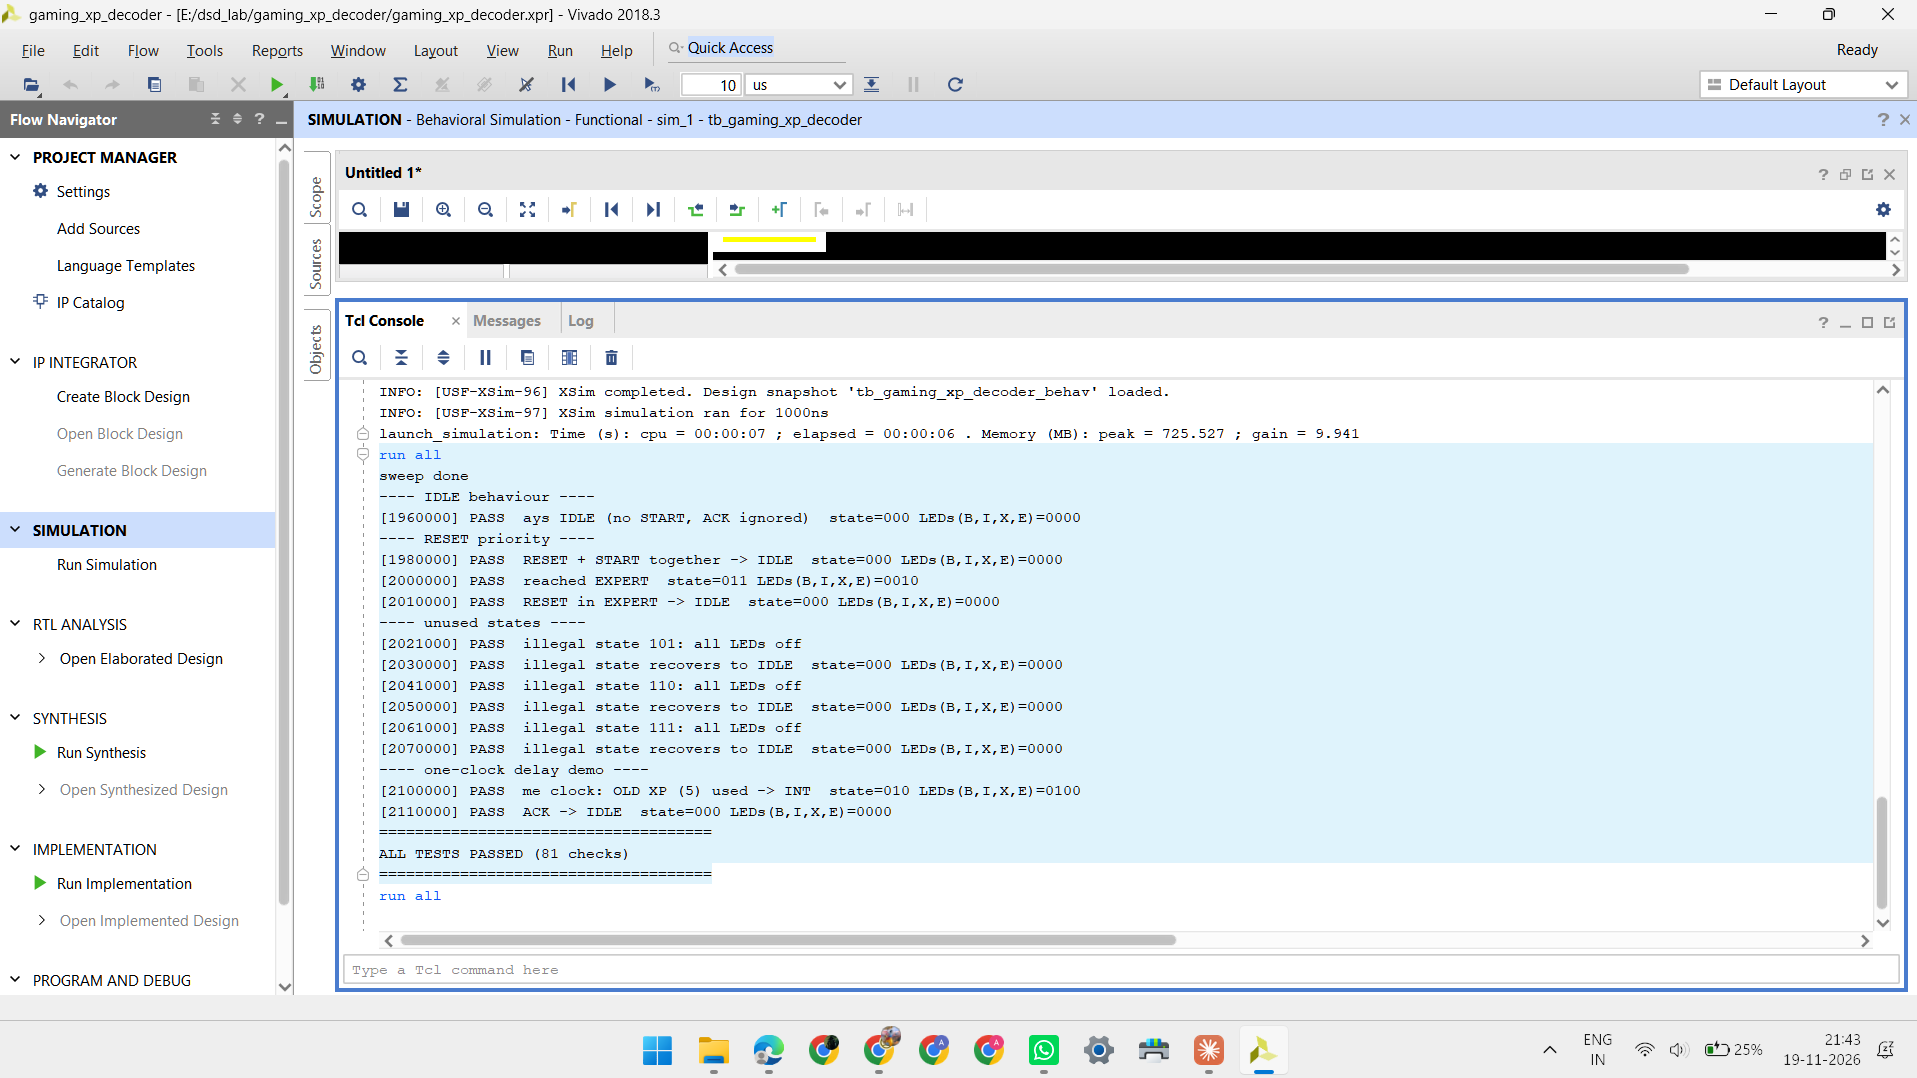 gaming_xp_decoder - [E:/dsd_lab/gaming_xp_decoder/gaming_xp_decoder.xpr] - Vivado 2018.3
File Edit Flow Tools Reports Window Layout View Run Help Quick Access Ready
10 us Default Layout
Flow Navigator
SIMULATION - Behavioral Simulation - Functional - sim_1 - tb_gaming_xp_decoder
PROJECT MANAGER
Settings
Add Sources
Language Templates
IP Catalog
IP INTEGRATOR
Create Block Design
Open Block Design
Generate Block Design
SIMULATION
Run Simulation
RTL ANALYSIS
Open Elaborated Design
SYNTHESIS
Run Synthesis
Open Synthesized Design
IMPLEMENTATION
Run Implementation
Open Implemented Design
PROGRAM AND DEBUG
Scope
Sources
Objects
Untitled 1*
Tcl Console Messages Log
INFO: [USF-XSim-96] XSim completed. Design snapshot 'tb_gaming_xp_decoder_behav' loaded.
INFO: [USF-XSim-97] XSim simulation ran for 1000ns
launch_simulation: Time (s): cpu = 00:00:07 ; elapsed = 00:00:06 . Memory (MB): peak = 725.527 ; gain = 9.941
run all
sweep done
---- IDLE behaviour ----
[1960000] PASS  ays IDLE (no START, ACK ignored)  state=000 LEDs(B,I,X,E)=0000
---- RESET priority ----
[1980000] PASS  RESET + START together -> IDLE  state=000 LEDs(B,I,X,E)=0000
[2000000] PASS  reached EXPERT  state=011 LEDs(B,I,X,E)=0010
[2010000] PASS  RESET in EXPERT -> IDLE  state=000 LEDs(B,I,X,E)=0000
---- unused states ----
[2021000] PASS  illegal state 101: all LEDs off
[2030000] PASS  illegal state recovers to IDLE  state=000 LEDs(B,I,X,E)=0000
[2041000] PASS  illegal state 110: all LEDs off
[2050000] PASS  illegal state recovers to IDLE  state=000 LEDs(B,I,X,E)=0000
[2061000] PASS  illegal state 111: all LEDs off
[2070000] PASS  illegal state recovers to IDLE  state=000 LEDs(B,I,X,E)=0000
---- one-clock delay demo ----
[2100000] PASS  me clock: OLD XP (5) used -> INT  state=010 LEDs(B,I,X,E)=0100
[2110000] PASS  ACK -> IDLE  state=000 LEDs(B,I,X,E)=0000
=====================================
ALL TESTS PASSED (81 checks)
=====================================
run all
Type a Tcl command here
ENG
IN
25%
21:43
19-11-2026